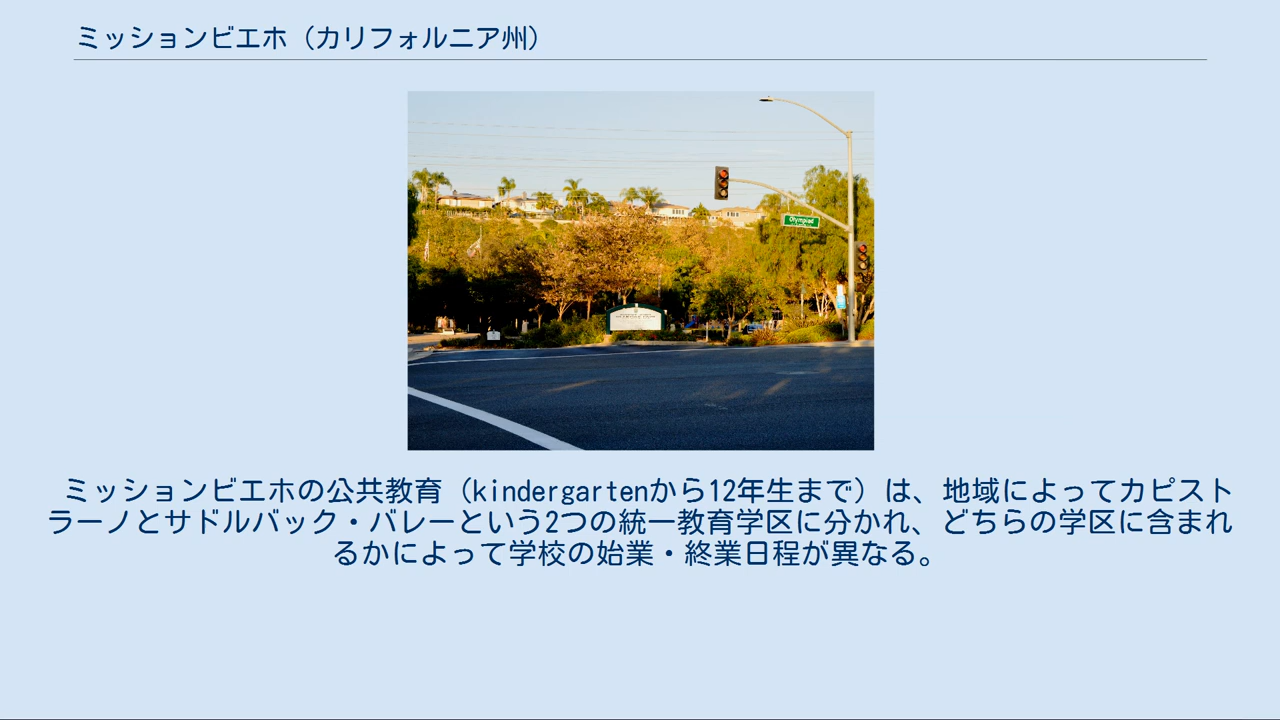 ミッションビエホ（カリフォルニア州）
Olympiad
ミッションビエホの公共教育（kindergartenから12年生まで）は、地域によってカピスト
ラーノとサドルバック・バレーという2つの統一教育学区に分かれ、どちらの学区に含まれ
るかによって学校の始業・終業日程が異なる。